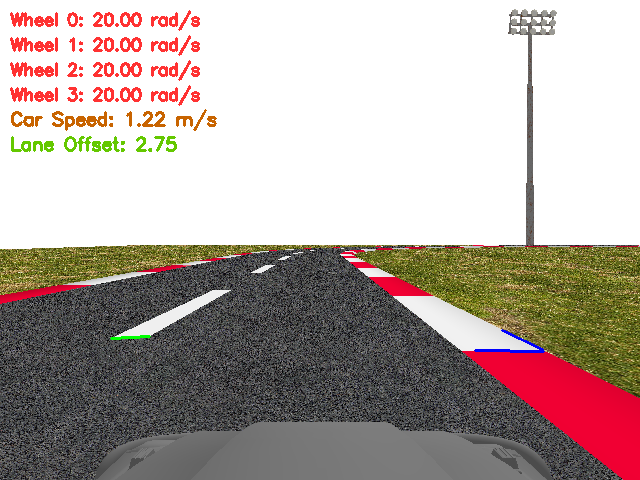 Wheel 0: 20.00 rad/s
Wheel 1: 20.00 rad/s
Wheel 2: 20.00 rad/s
Wheel 3: 20.00 rad/s
Car Speed: 1.22 m/s
Lane Offset: 2.75